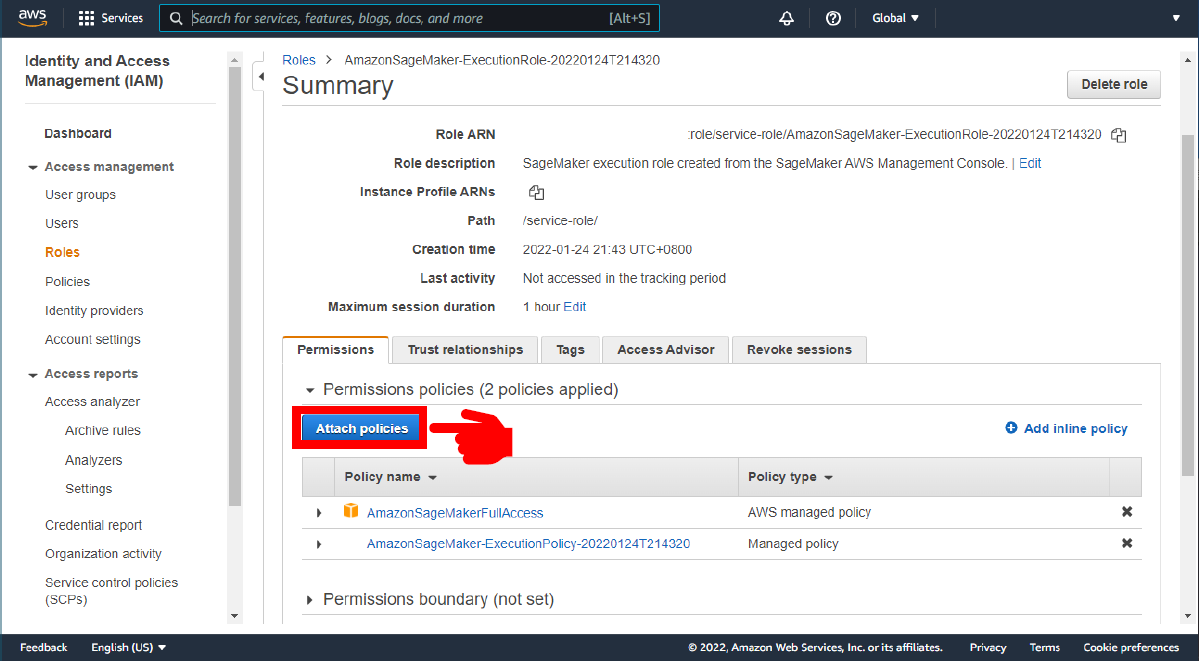 aws Services Search for services, features, blogs, docs, and more [Alt+S] Global
Identity and Access
Management (IAM)
Dashboard
Access management
User groups
Users
Roles
Policies
Identity providers
Account settings
Access reports
Access analyzer
Archive rules
Analyzers
Settings
Credential report
Organization activity
Service control policies
(SCPs)
Roles > AmazonSageMaker-ExecutionRole-20220124T214320
Summary
Delete role
Role ARN :role/service-role/AmazonSageMaker-ExecutionRole-20220124T214320
Role description SageMaker execution role created from the SageMaker AWS Management Console. | Edit
Instance Profile ARNs
Path /service-role/
Creation time 2022-01-24 21:43 UTC+0800
Last activity Not accessed in the tracking period
Maximum session duration 1 hour Edit
Permissions Trust relationships Tags Access Advisor Revoke sessions
Permissions policies (2 policies applied)
Attach policies Add inline policy
Policy name Policy type
AmazonSageMakerFullAccess AWS managed policy
AmazonSageMaker-ExecutionPolicy-20220124T214320 Managed policy
Permissions boundary (not set)
Feedback English (US) © 2022, Amazon Web Services, Inc. or its affiliates. Privacy Terms Cookie preferences